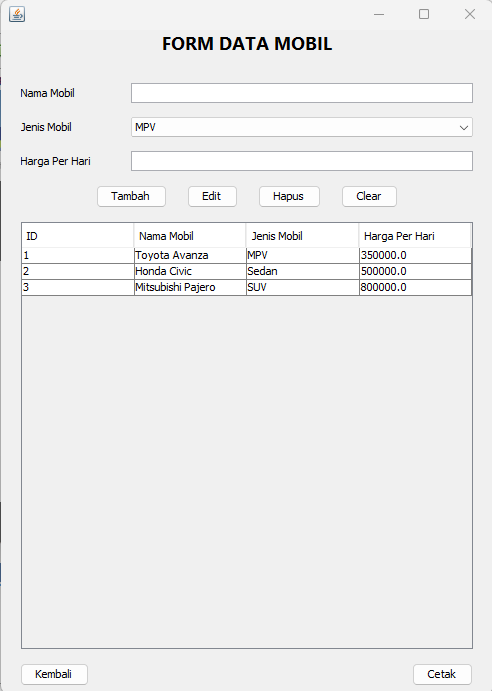 FORM DATA MOBIL
Nama Mobil
Jenis Mobil MPV
Harga Per Hari
Tambah Edit Hapus Clear
ID Nama Mobil Jenis Mobil Harga Per Hari
1 Toyota Avanza MPV 350000.0
2 Honda Civic Sedan 500000.0
3 Mitsubishi Pajero SUV 800000.0
Kembali Cetak